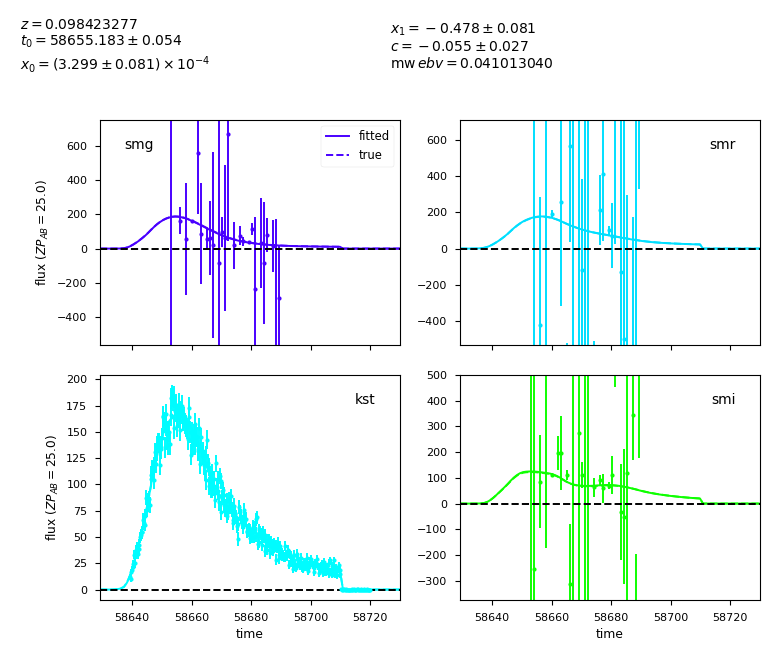 z = 0.098423277
t₀ = 58655.183 ± 0.054
x₀ = (3.299 ± 0.081) × 10⁻⁴
x₁ = −0.478 ± 0.081
c = −0.055 ± 0.027
mw ebv = 0.041013040
smg
fitted
true
flux (ZP_AB = 25.0)
600
400
200
0
−200
−400
smr
600
400
200
0
−200
−400
kst
flux (ZP_AB = 25.0)
200
175
150
125
100
75
50
25
0
58640 58660 58680 58700 58720
time
smi
500
400
300
200
100
0
−100
−200
−300
58640 58660 58680 58700 58720
time